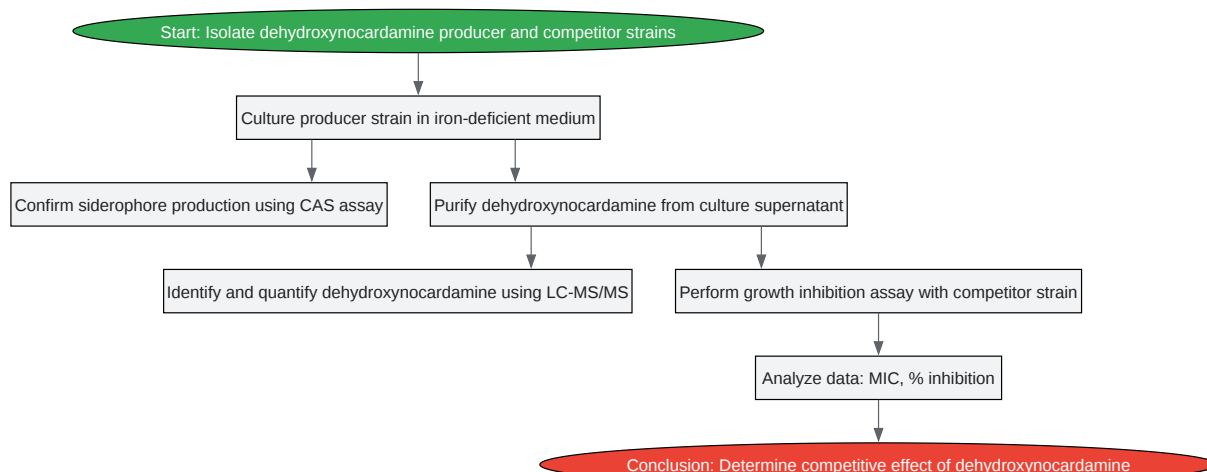 Start: Isolate dehydroxynocardamine producer and competitor strains
Culture producer strain in iron-deficient medium
Confirm siderophore production using CAS assay
Purify dehydroxynocardamine from culture supernatant
Identify and quantify dehydroxynocardamine using LC-MS/MS
Perform growth inhibition assay with competitor strain
Analyze data: MIC, % inhibition
Conclusion: Determine competitive effect of dehydroxynocardamine